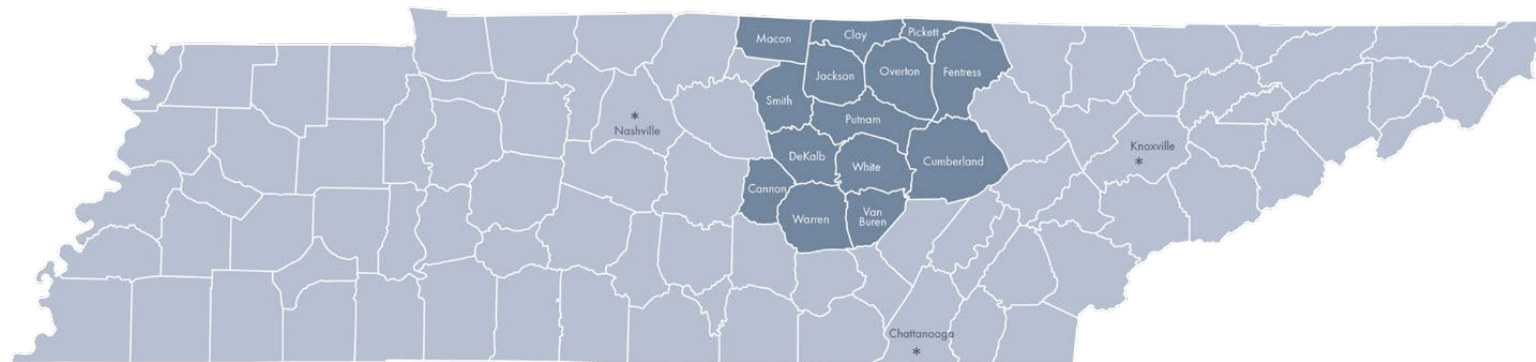 Macon
Clay
Pickett
Jackson
Overton
Fentress
Smith
Putnam
*
Nashville
DeKalb
White
Cumberland
Knoxville
*
Cannon
Warren
Van
Buren
Chattanooga
*